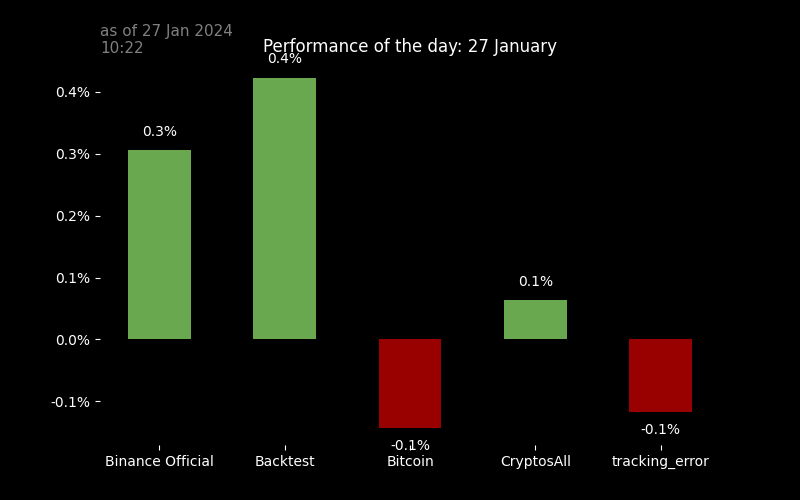 as of 27 Jan 2024
10:22
Performance of the day: 27 January
0.4%
0.3%
0.2%
0.1%
0.0%
-0.1%
0.3%
0.4%
-0.1%
0.1%
-0.1%
Binance Official
Backtest
Bitcoin
CryptosAll
tracking_error